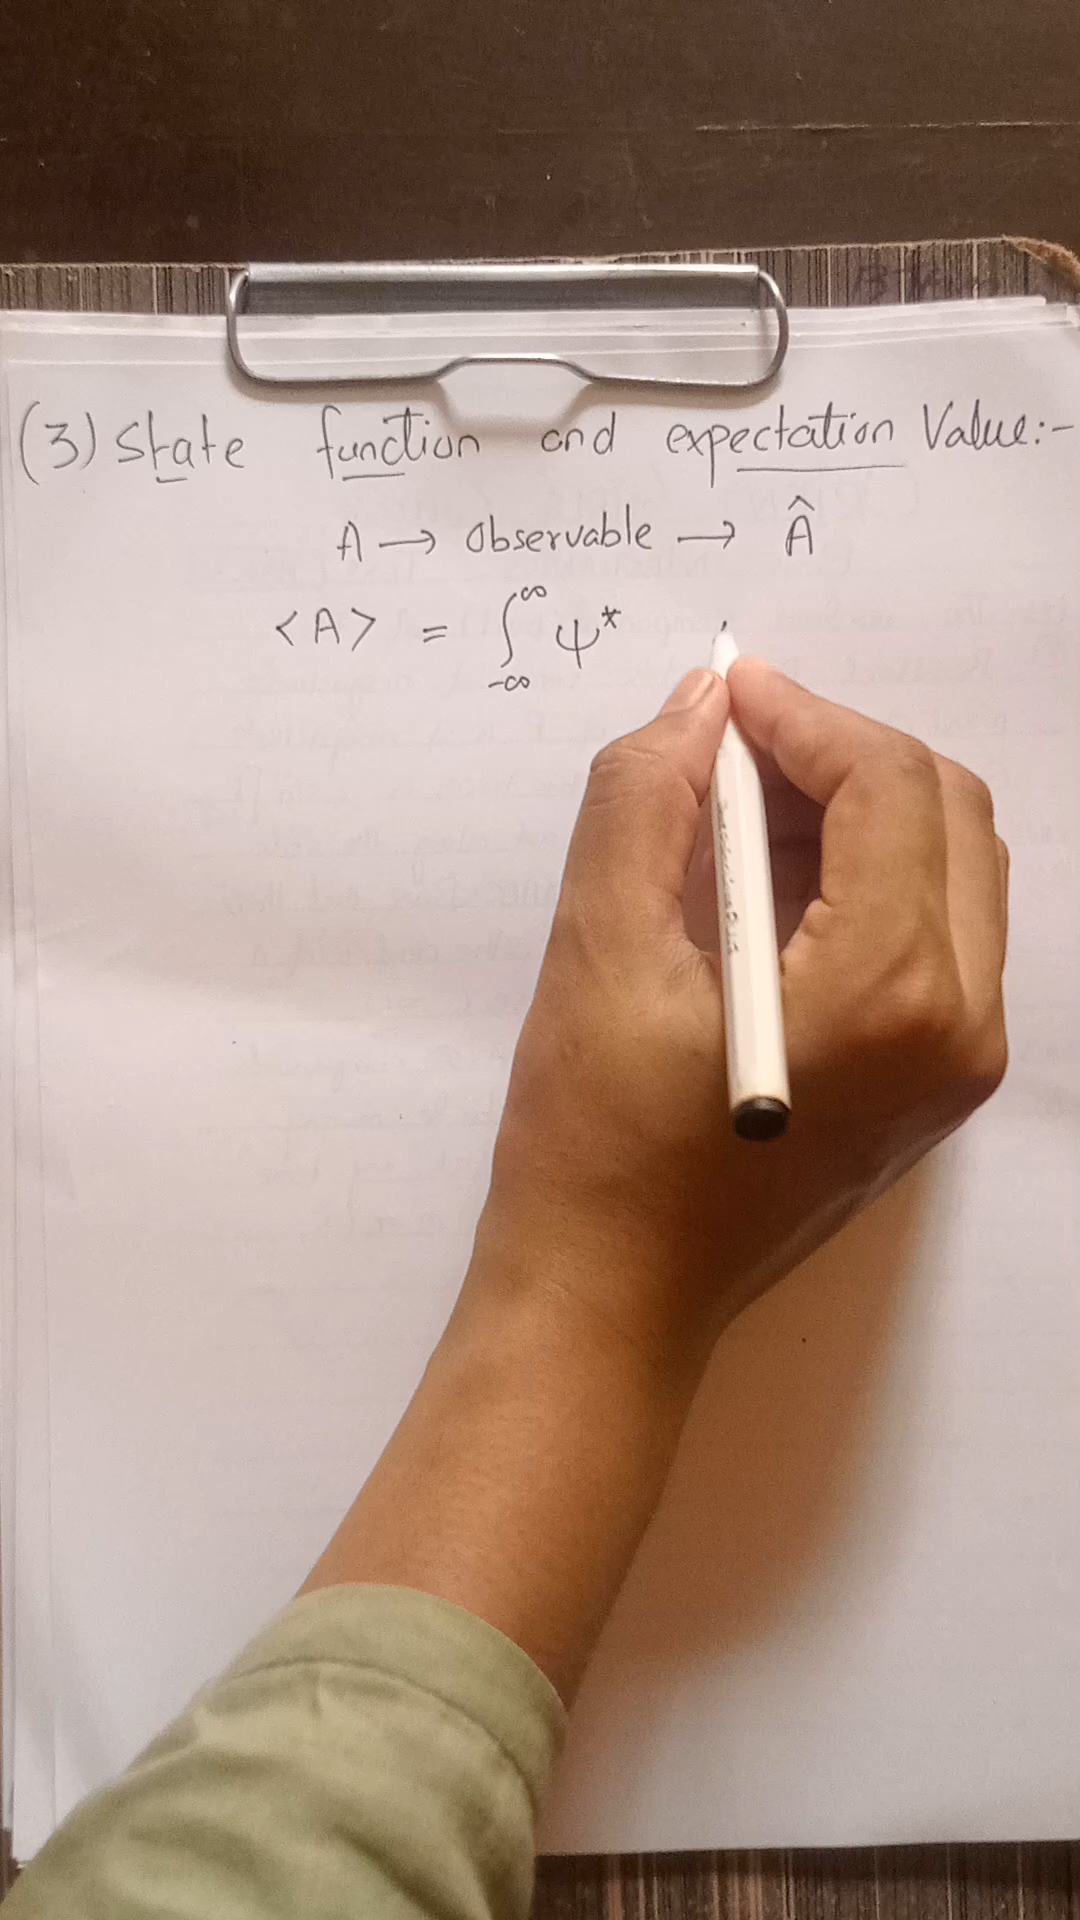 (3) State function and expectation Value:-
A → Observable → Â
<A> = ∫_{-∞}^{∞} ψ*